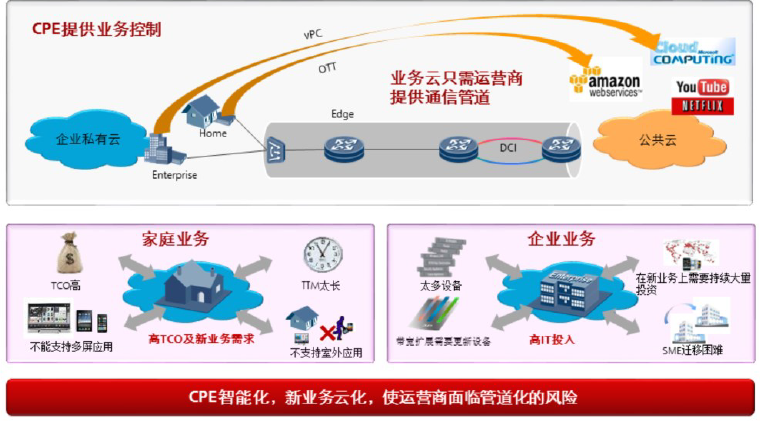 CPE提供业务控制
vPC
OTT
Cloud
Microsoft
COMPUTING
amazon
webservices™
YouTube
NETFLIX
业务云只需运营商
提供通信管道
企业私有云
Home
Enterprise
Edge
DCI
公共云
家庭业务
TCO高
TTM太长
不能支持多屏应用
高TCO及新业务需求
不支持室外应用
企业业务
太多设备
Enterprise
在新业务上需要持续大量
投资
带宽扩展需要更新设备
高IT投入
SME迁移困难
CPE智能化，新业务云化，使运营商面临管道化的风险